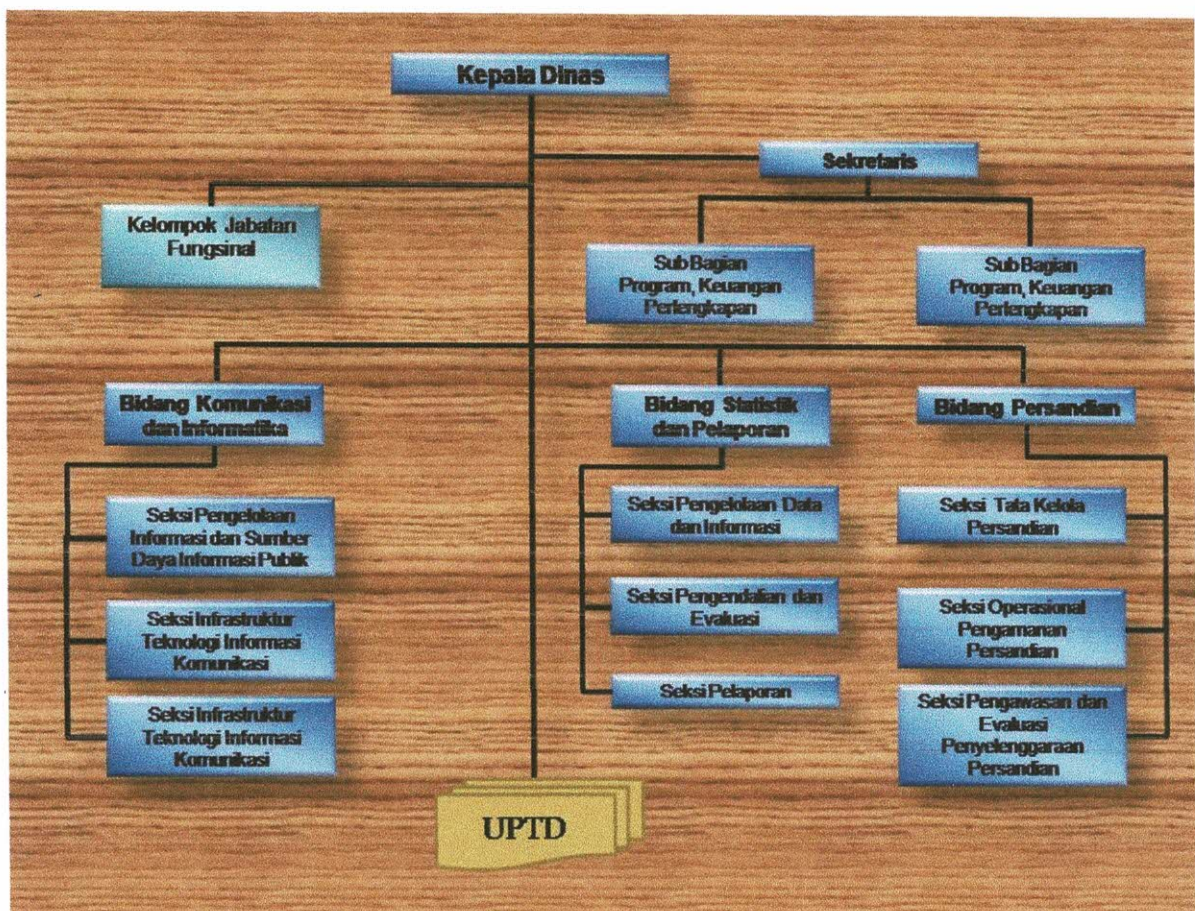 Kepala Dinas
Sekretaris
Kelompok Jabatan
Fungsinal
Sub Bagian
Program, Keuangan
Perlengkapan
Sub Bagian
Program, Keuangan
Perlengkapan
Bidang Komunikasi
dan Informatika
Bidang Statistik
dan Pelaporan
Bidang Persandian
Seksi Pengelolaan
Informasi dan Sumber
Daya Informasi Publik
Seksi Infrastruktur
Teknologi Informasi
Komunikasi
Seksi Infrastruktur
Teknologi Informasi
Komunikasi
Seksi Pengelolaan Data
dan Informasi
Seksi Pengendalian dan
Evaluasi
Seksi Pelaporan
Seksi Tata Kelola
Persandian
Seksi Operasional
Pengamanan
Persandian
Seksi Pengawasan dan
Evaluasi
Penyelenggaraan
Persandian
UPTD